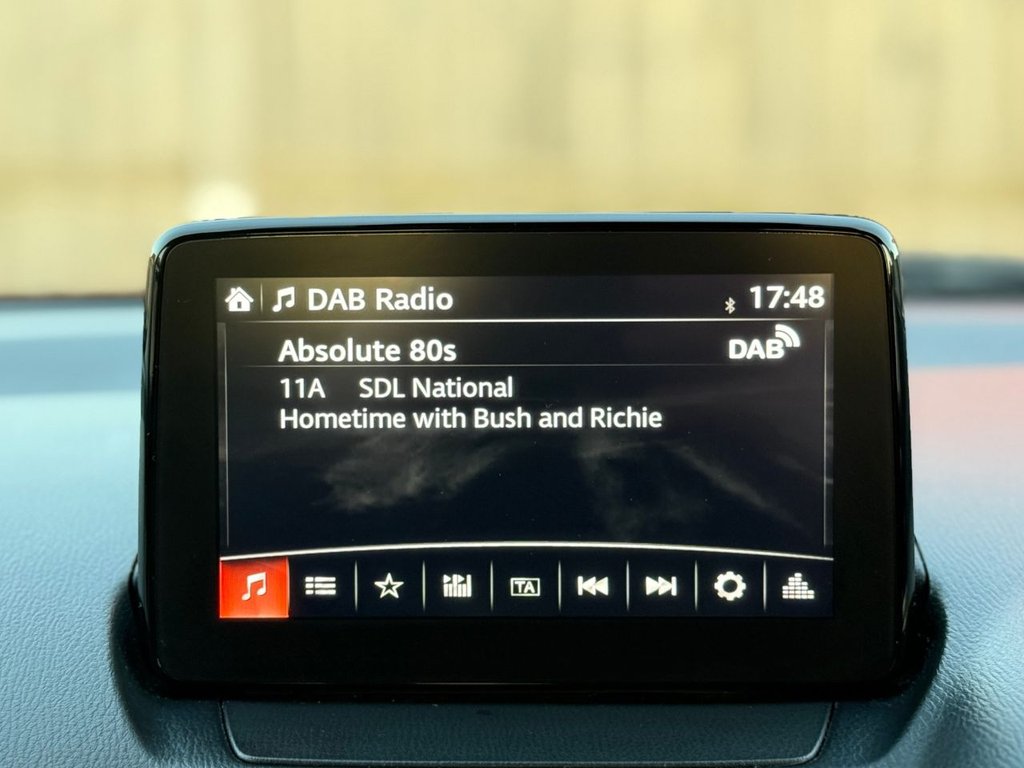 DAB Radio 17:48
Absolute 80s DAB
11A SDL National
Hometime with Bush and Richie
TA